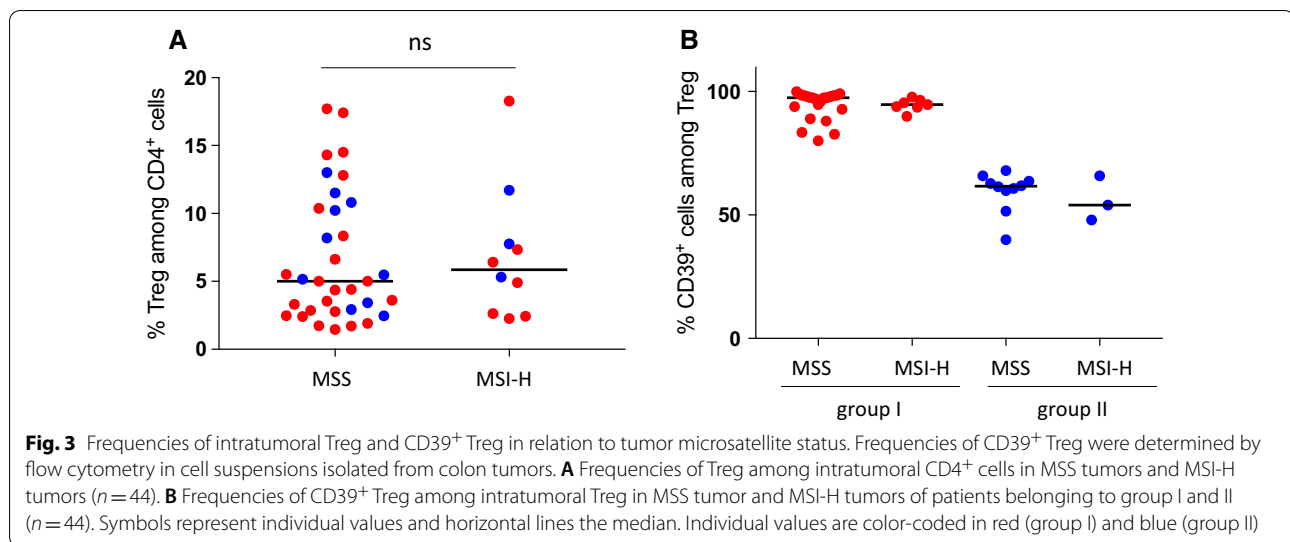 A
ns
% Treg among CD4⁺ cells
20
15
10
5
0
MSS
MSI-H
B
% CD39⁺ cells among Treg
100
50
0
MSS
MSI-H
MSS
MSI-H
group I
group II
Fig. 3 Frequencies of intratumoral Treg and CD39⁺ Treg in relation to tumor microsatellite status. Frequencies of CD39⁺ Treg were determined by
flow cytometry in cell suspensions isolated from colon tumors. A Frequencies of Treg among intratumoral CD4⁺ cells in MSS tumors and MSI-H
tumors (n = 44). B Frequencies of CD39⁺ Treg among intratumoral Treg in MSS tumor and MSI-H tumors of patients belonging to group I and II
(n = 44). Symbols represent individual values and horizontal lines the median. Individual values are color-coded in red (group I) and blue (group II)